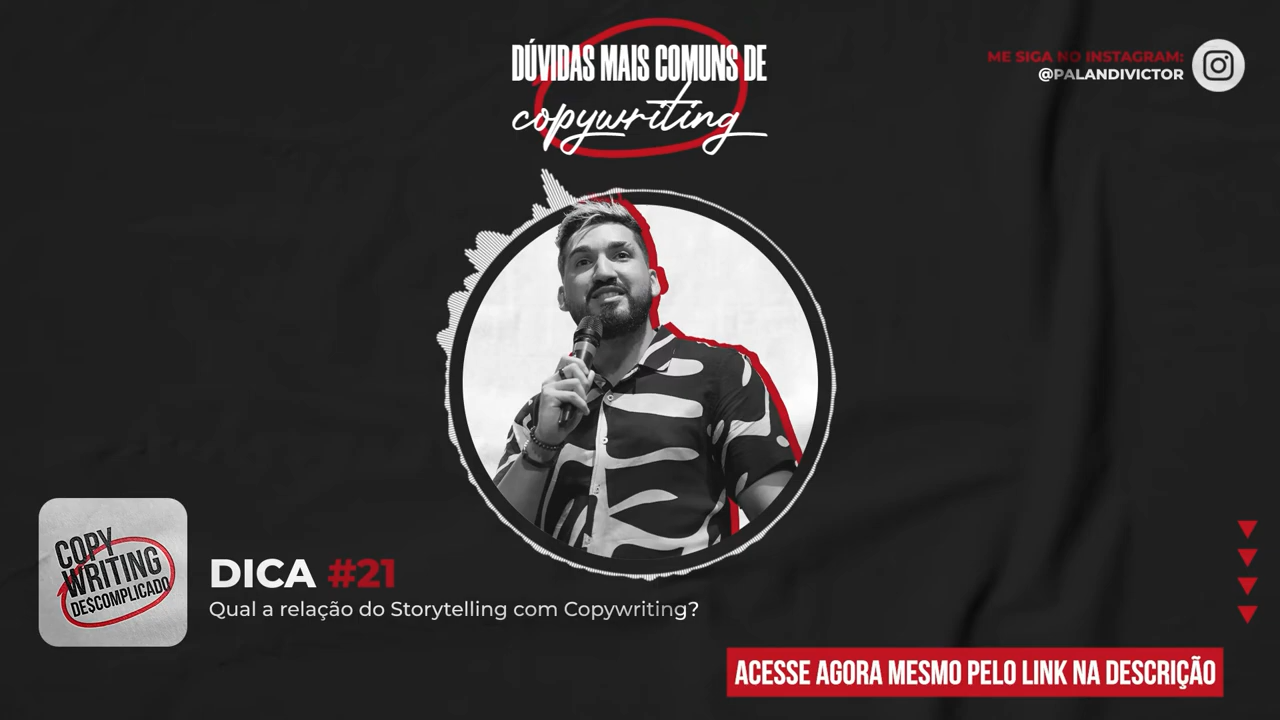 DÚVIDAS MAIS COMUNS DE
copywriting
ME SIGA NO INSTAGRAM:
@PALANDIVICTOR
COPY
WRITING
DESCOMPLICADO
DICA #21
Qual a relação do Storytelling com Copywriting?
ACESSE AGORA MESMO PELO LINK NA DESCRIÇÃO